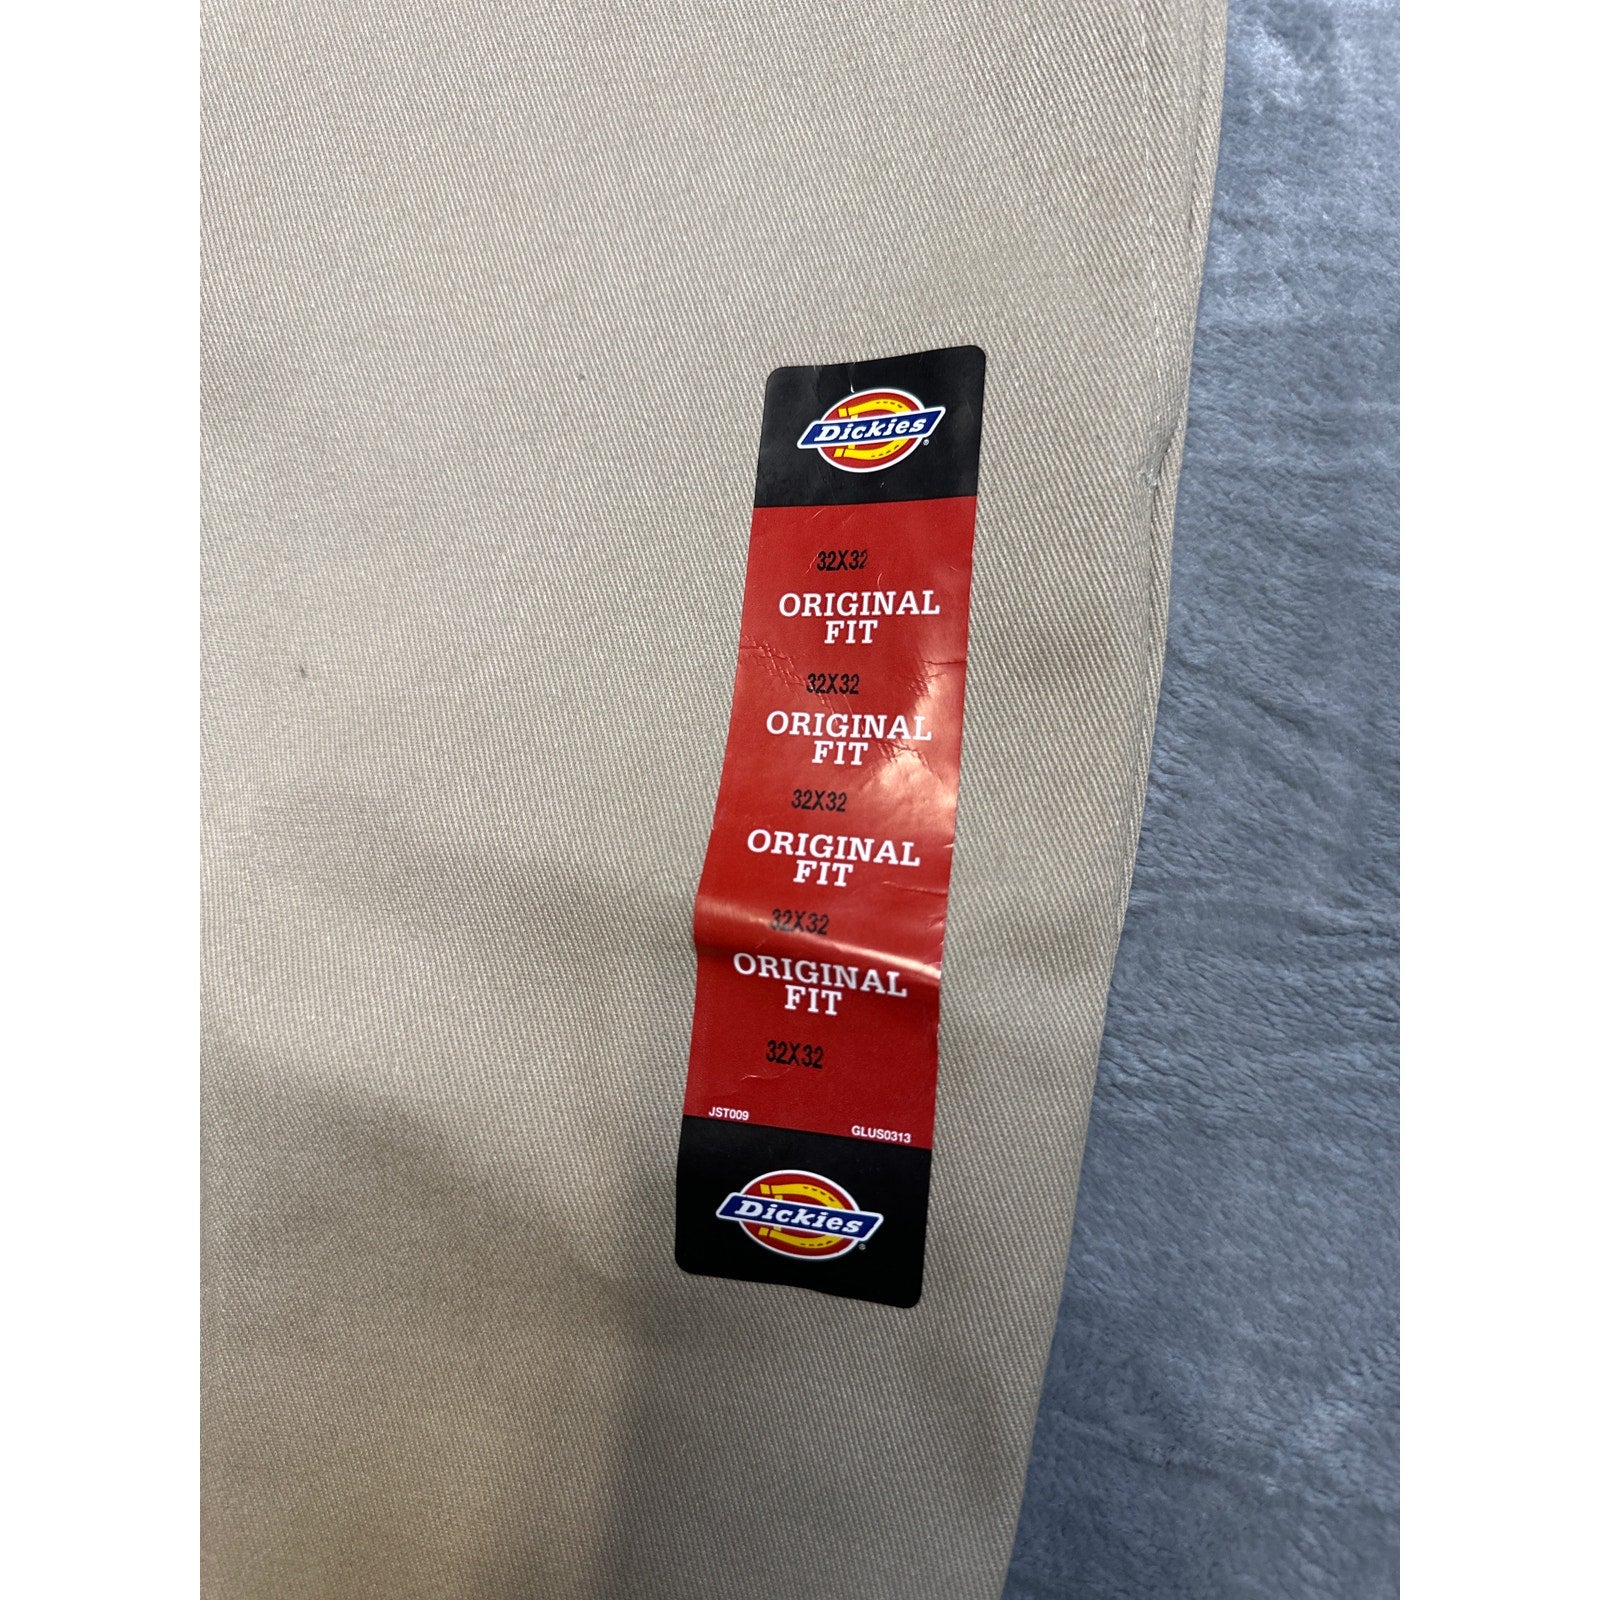 Dickies®
32X32
ORIGINAL
FIT
32X32
ORIGINAL
FIT
32X32
ORIGINAL
FIT
32X32
ORIGINAL
FIT
32X32
JST009
GLUS0313
Dickies®